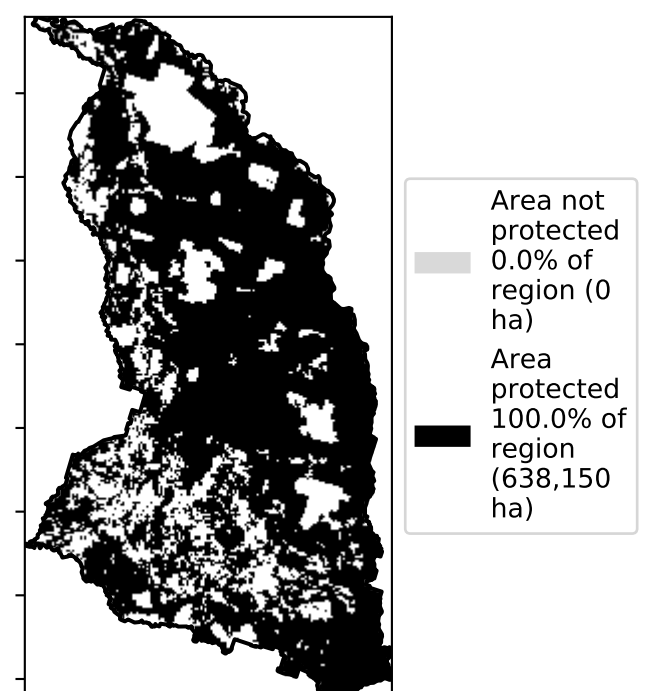 Area not
protected
0.0% of
region (0
ha)
Area
protected
100.0% of
region
(638,150
ha)